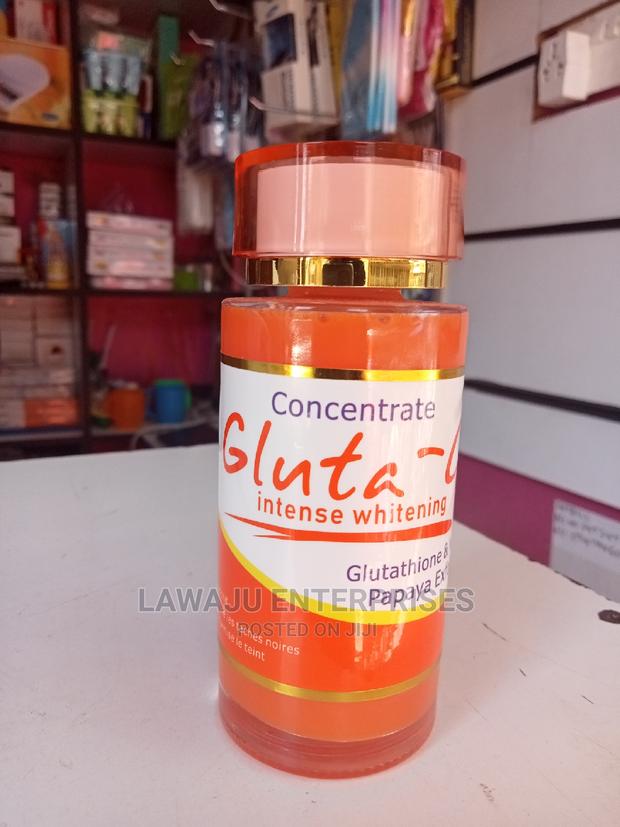 Concentrate
Gluta-C
intense whitening
Glutathione &
Papaya Ex
LAWAJU ENTERPRISES
POSTED ON JIJI
les taches noires
le teint